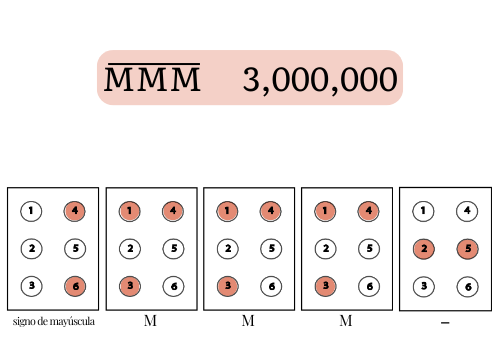 M̅M̅M̅ 3,000,000
1 4 1 4 1 4 1 4 1 4
2 5 2 5 2 5 2 5 2 5
3 6 3 6 3 6 3 6 3 6
signo de mayúscula M M M –